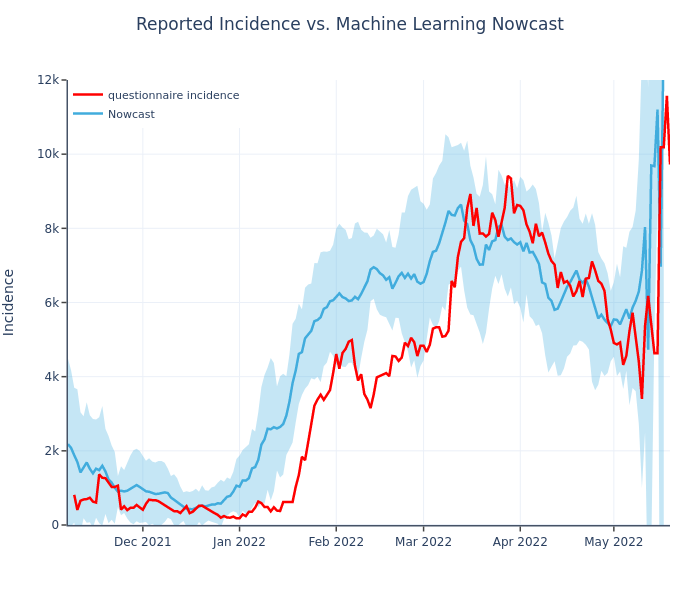 Reported Incidence vs. Machine Learning Nowcast
12k
questionnaire incidence
Nowcast
10k
8k
Incidence
6k
4k
2k
0
Dec 2021
Jan 2022
Feb 2022
Mar 2022
Apr 2022
May 2022